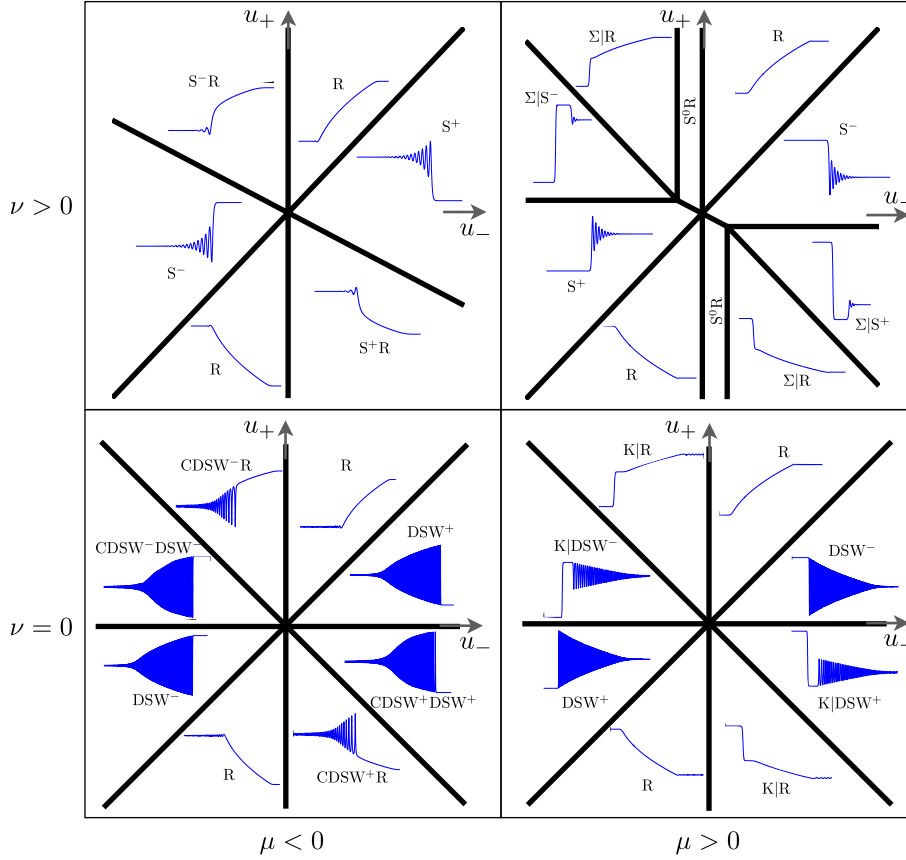 u₊
S⁻R
R
S⁺
u₋
S⁻
S⁺R
R
ν > 0
u₊
Σ|R
R
Σ|S⁻
S⁰R
S⁻
u₋
S⁺
S⁰R
Σ|S⁺
R
Σ|R
u₊
CDSW⁻R
R
DSW⁺
CDSW⁻DSW⁻
u₋
DSW⁻
CDSW⁺DSW⁺
R
CDSW⁺R
ν = 0
u₊
K|R
R
K|DSW⁻
DSW⁻
u₋
DSW⁺
K|DSW⁺
R
K|R
μ < 0
μ > 0